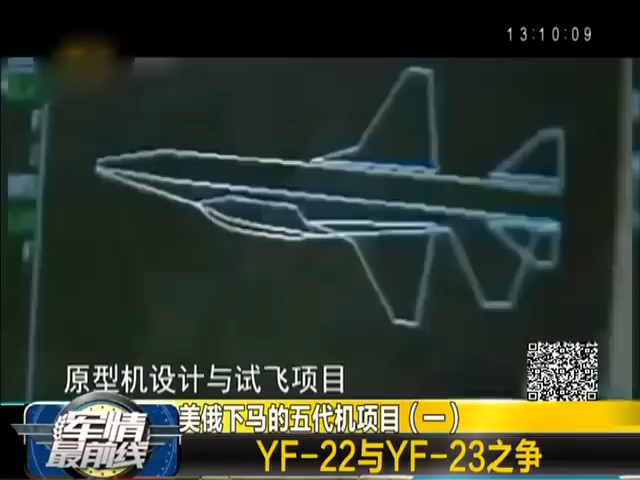 13:10:09
原型机设计与试飞项目
美俄下马的五代机项目（一）
军情
最前线
YF-22与YF-23之争